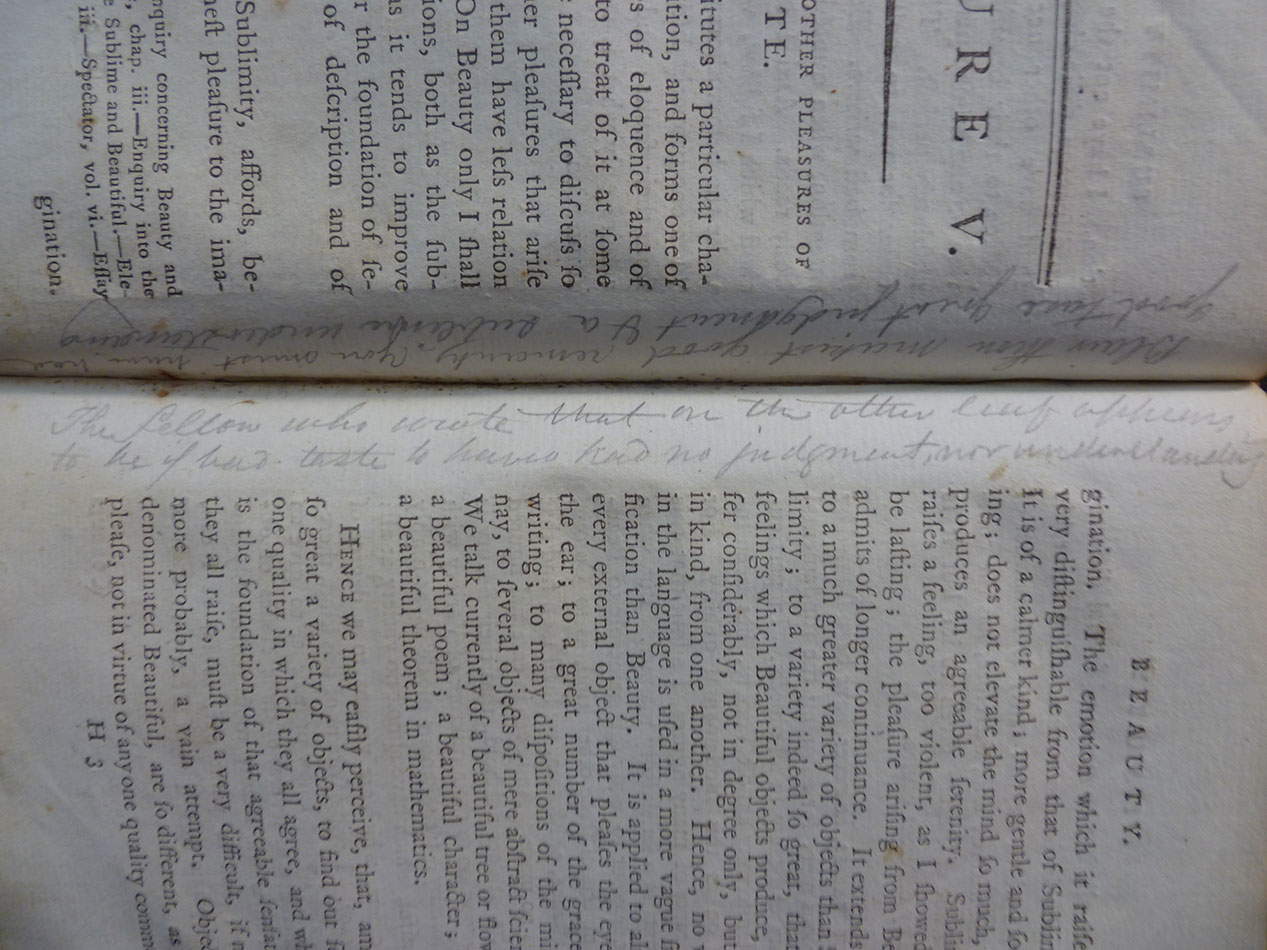 U R E V.
OTHER PLEASURES OF
T E.
itutes a particular cha-
tion, and forms one of
s of eloquence and of
to treat of it at ſome
neceſſary to diſcuſs ſo
er pleaſures that ariſe
them have leſs relation
On Beauty only I ſhall
ions, both as the ſub-
as it tends to improve
r the foundation of ſe-
of deſcription and of
Sublimity, affords, be-
heſt pleaſure to the ima-
nquiry concerning Beauty and
, chap. iii.—Enquiry into the
e Sublime and Beautiful.—Ele-
iii.—Spectator, vol. vi.—Eſſay
gination.
Blair thou makest good remarks, you must
good taste great judgment & a sublime understanding
The fellow who wrote that on the other leaf appears
to be of bad taste to have had no judgment, nor understanding
BEAUTY.
gination. The emotion which it raiſe
very diſtinguiſhable from that of Subli
It is of a calmer kind; more gentle and ſo
ing; does not elevate the mind ſo much,
produces an agreeable ſerenity. Subli
raiſes a feeling, too violent, as I ſhowed
be laſting; the pleaſure ariſing from Be
admits of longer continuance. It extends
to a much greater variety of objects than
limity; to a variety indeed ſo great, that
feelings which Beautiful objects produce,
fer conſiderably, not in degree only, but
in kind, from one another. Hence, no
in the language is uſed in a more vague ſ
fication than Beauty. It is applied to al
every external object that pleaſes the eye
the ear; to a great number of the grace
writing; to many diſpoſitions of the mi
nay, to ſeveral objects of mere abſtract ſcien
We talk currently of a beautiful tree or flow
a beautiful poem; a beautiful character;
a beautiful theorem in mathematics.
HENCE we may eaſily perceive, that, am
ſo great a variety of objects, to find out ſ
one quality in which they all agree, and wh
is the foundation of that agreeable ſenſa
they all raiſe, muſt be a very difficult, if n
more probably, a vain attempt. Objec
denominated Beautiful, are ſo different, as
pleaſe, not in virtue of any one quality comm
H 3